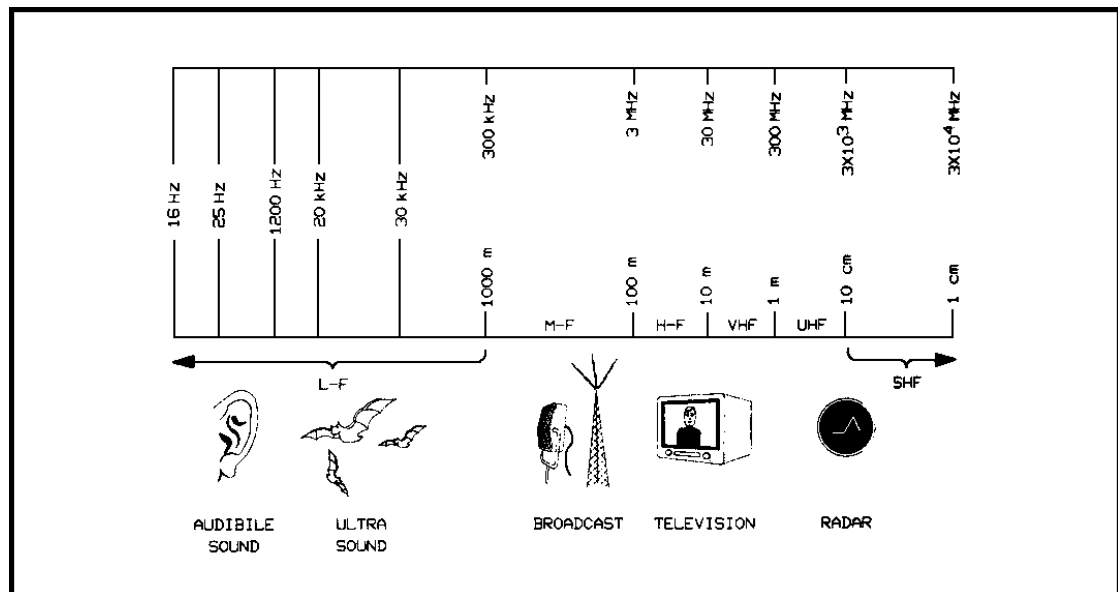 16 Hz
25 Hz
1200 Hz
20 kHz
30 kHz
300 kHz
3 MHz
30 MHz
300 MHz
3X10³ MHz
3X10⁴ MHz
1000 m
100 m
10 m
1 m
10 cm
1 cm
M-F
H-F
VHF
UHF
L-F
SHF
AUDIBILE
SOUND
ULTRA
SOUND
BROADCAST
TELEVISION
RADAR